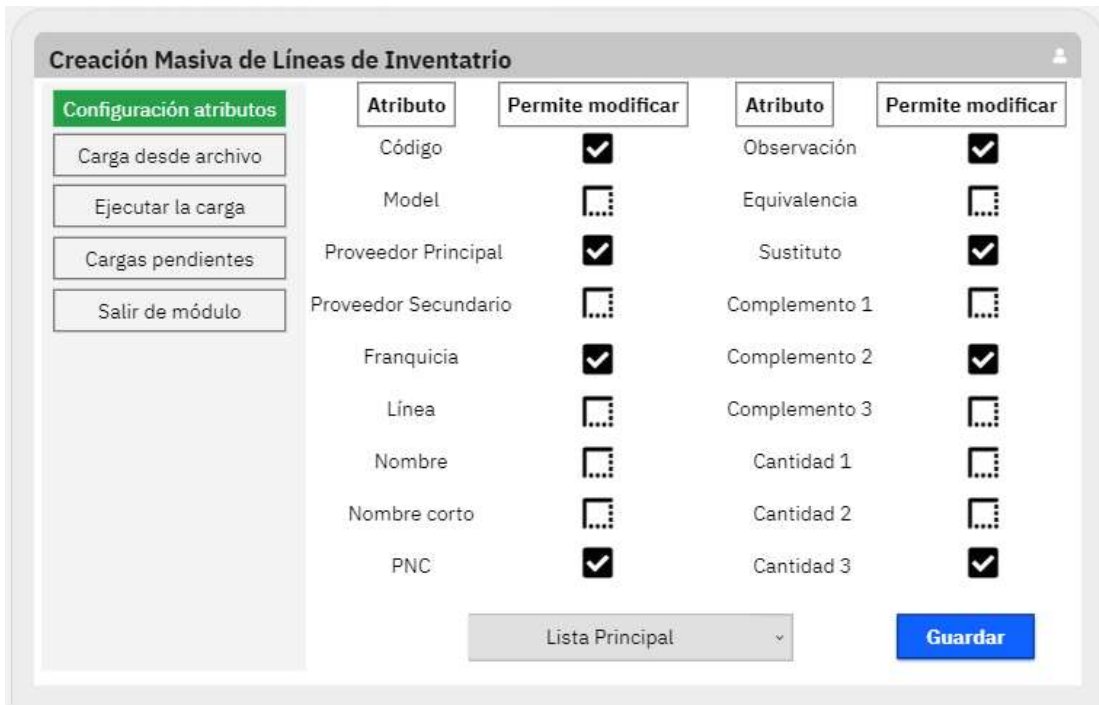 Creación Masiva de Líneas de Inventatrio
Configuración atributos
Carga desde archivo
Ejecutar la carga
Cargas pendientes
Salir de módulo
Atributo Permite modificar Atributo Permite modificar
Código Observación
Model Equivalencia
Proveedor Principal Sustituto
Proveedor Secundario Complemento 1
Franquicia Complemento 2
Línea Complemento 3
Nombre Cantidad 1
Nombre corto Cantidad 2
PNC Cantidad 3
Lista Principal Guardar